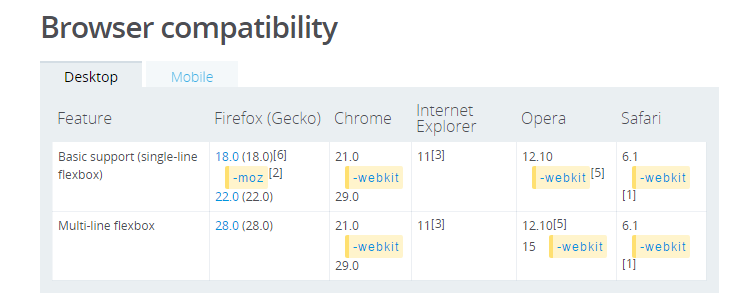 Browser compatibility
Desktop Mobile
Feature Firefox (Gecko) Chrome Internet Explorer Opera Safari
Basic support (single-line flexbox) 18.0 (18.0)[6] -moz [2] 22.0 (22.0) 21.0 -webkit 29.0 11[3] 12.10 -webkit [5] 6.1 -webkit [1]
Multi-line flexbox 28.0 (28.0) 21.0 -webkit 29.0 11[3] 12.10[5] 15 -webkit 6.1 -webkit [1]